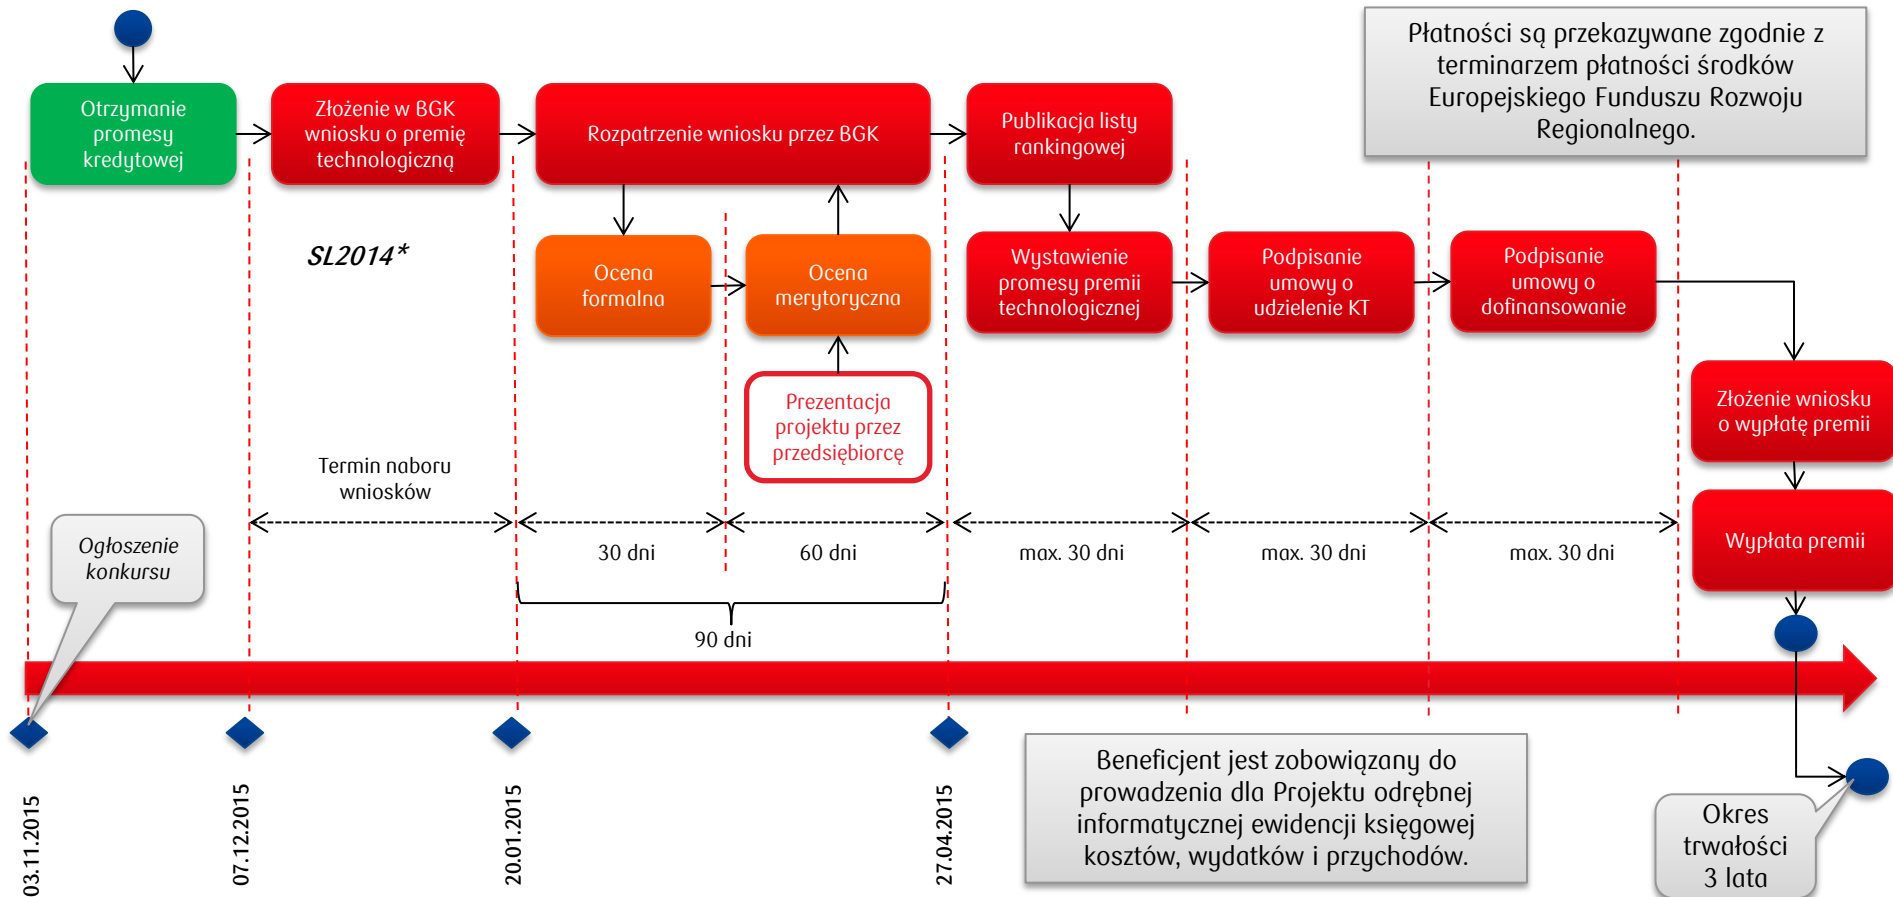 Otrzymanie
promesy
kredytowej
Złożenie w BGK
wniosku o premię
technologiczną
Rozpatrzenie wniosku przez BGK
Publikacja listy
rankingowej
Płatności są przekazywane zgodnie z
terminarzem płatności środków
Europejskiego Funduszu Rozwoju
Regionalnego.
SL2014*
Ocena
formalna
Ocena
merytoryczna
Wystawienie
promesy premii
technologicznej
Podpisanie
umowy o
udzielenie KT
Podpisanie
umowy o
dofinansowanie
Prezentacja
projektu przez
przedsiębiorcę
Złożenie wniosku
o wypłatę premii
Termin naboru
wniosków
Ogłoszenie
konkursu
30 dni
60 dni
max. 30 dni
max. 30 dni
max. 30 dni
Wypłata premii
90 dni
03.11.2015
07.12.2015
20.01.2015
27.04.2015
Beneficjent jest zobowiązany do
prowadzenia dla Projektu odrębnej
informatycznej ewidencji księgowej
kosztów, wydatków i przychodów.
Okres
trwałości
3 lata